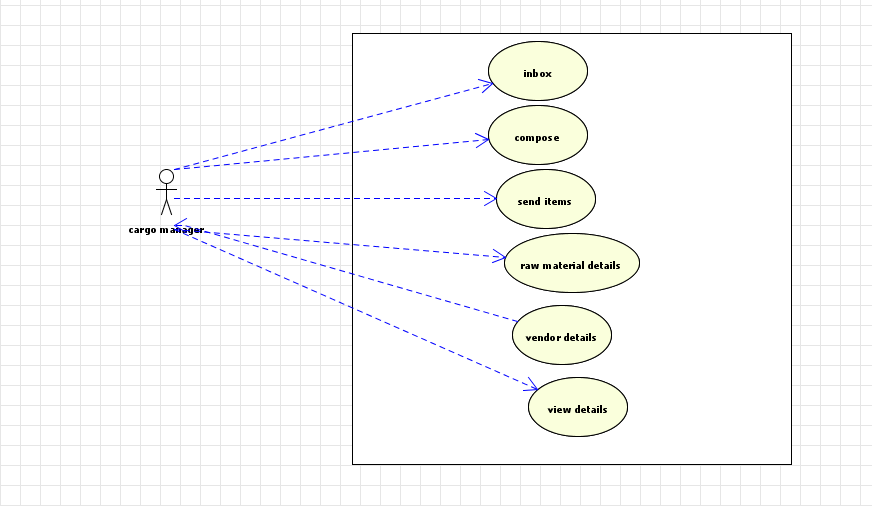 inbox
compose
send items
cargo manager
raw material details
vendor details
view details